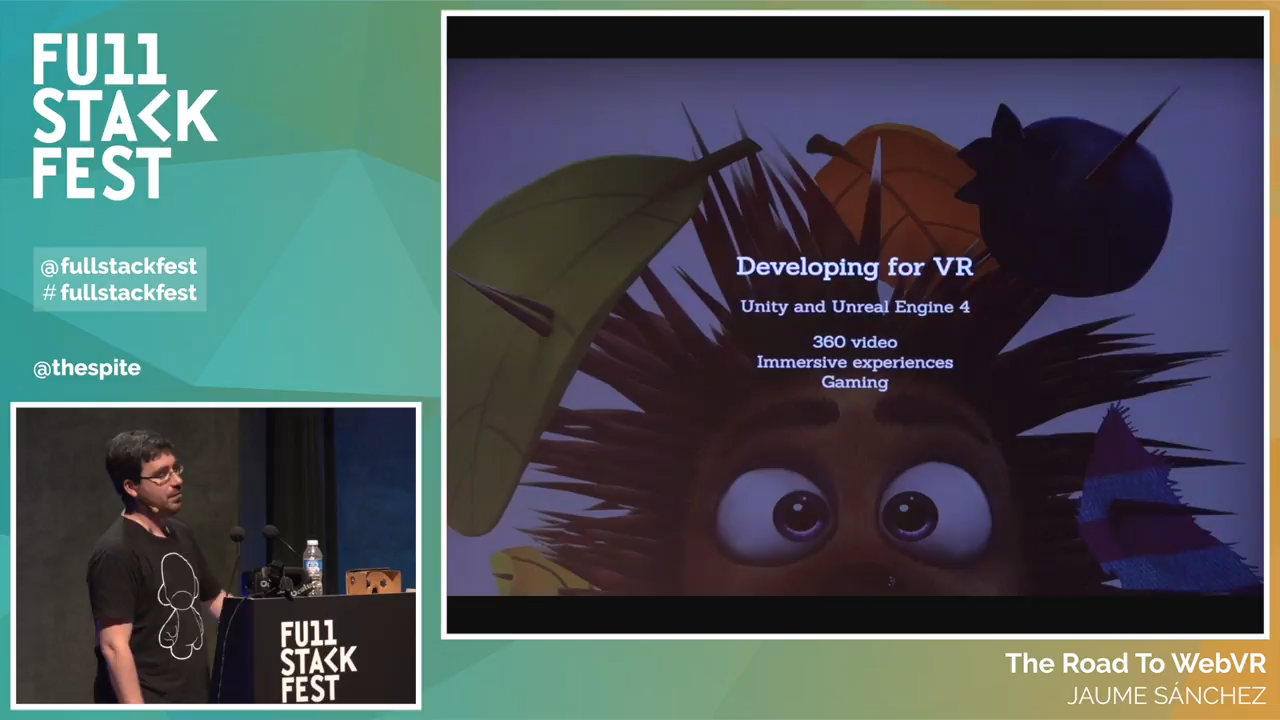 FU11
STACK
FEST
@fullstackfest
# fullstackfest
@thespite
Developing for VR
Unity and Unreal Engine 4
360 video
Immersive experiences
Gaming
FU11
STACK
FEST
The Road To WebVR
JAUME SÁNCHEZ